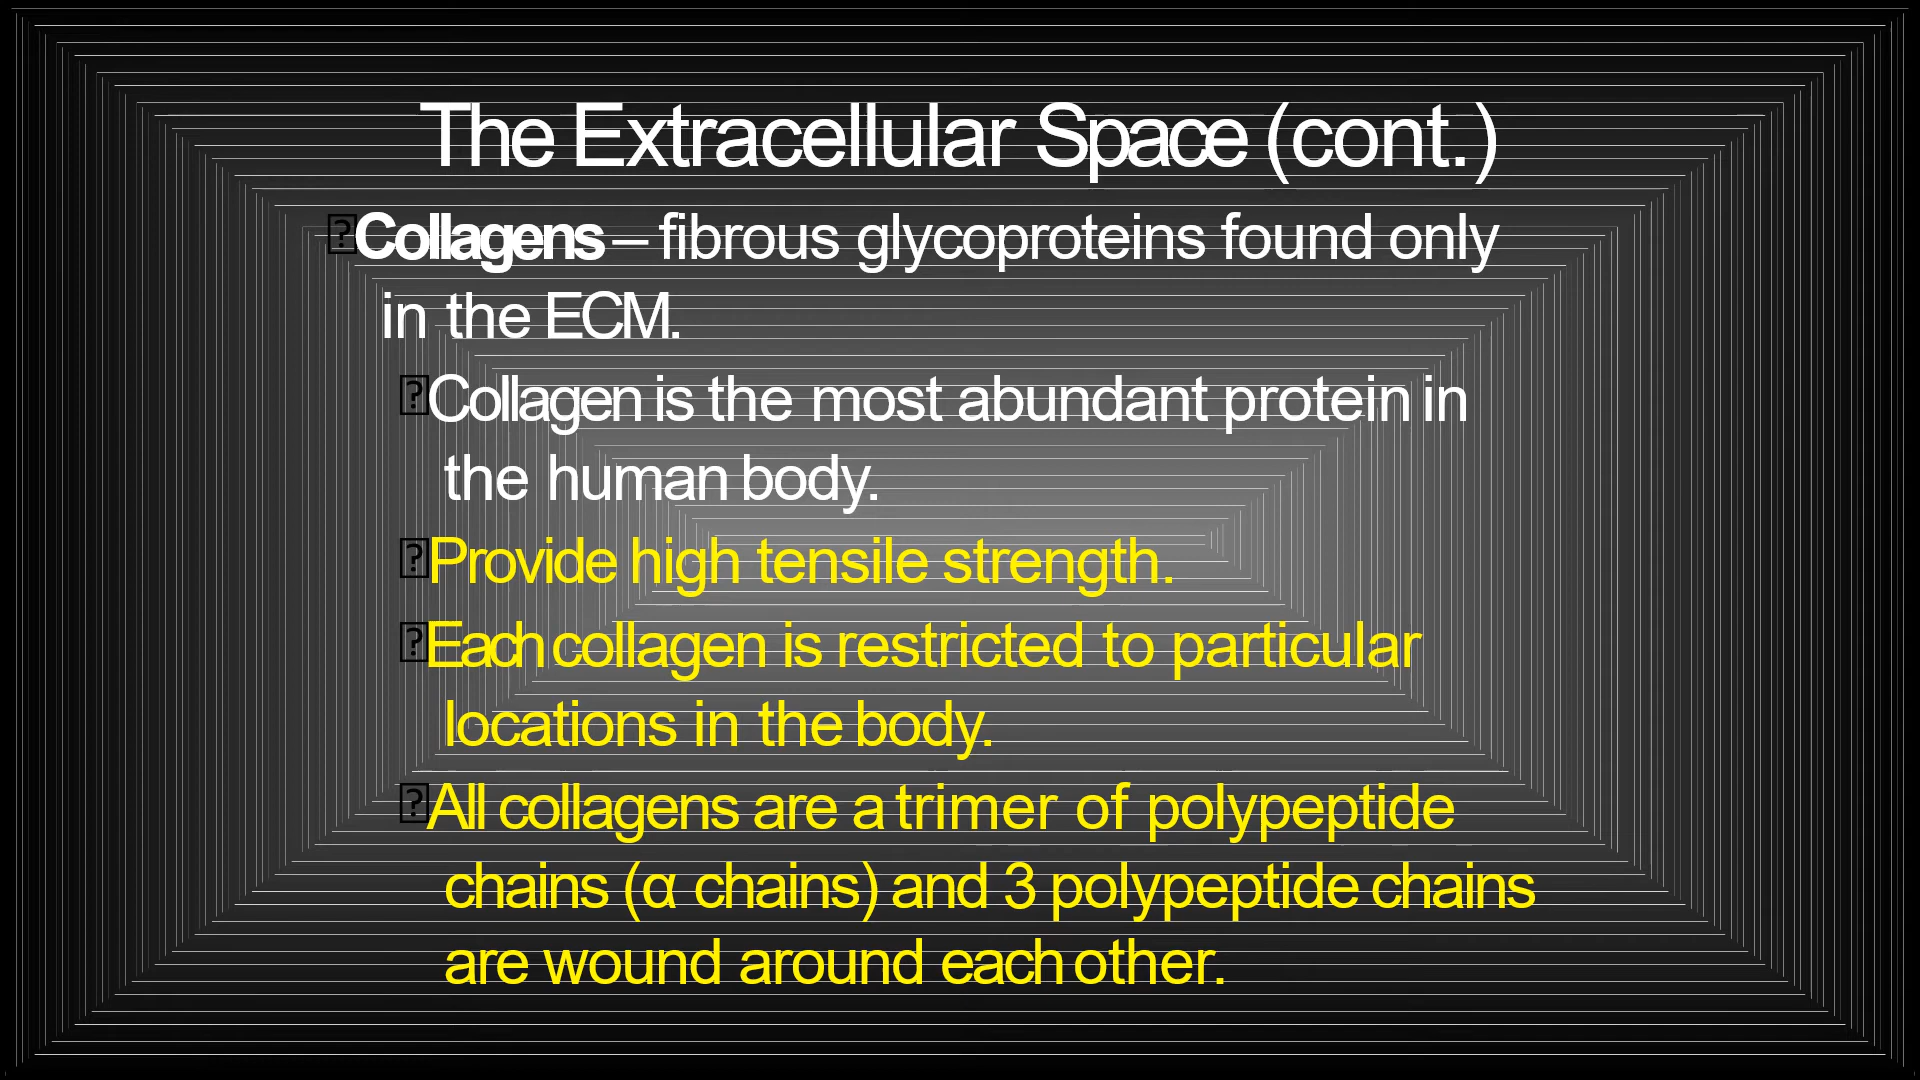 The Extracellular Space (cont.)
Collagens – fibrous glycoproteins found only
in the ECM.
Collagen is the most abundant protein in
the human body.
Provide high tensile strength.
Each collagen is restricted to particular
locations in the body.
All collagens are a trimer of polypeptide
chains (α chains) and 3 polypeptide chains
are wound around each other.